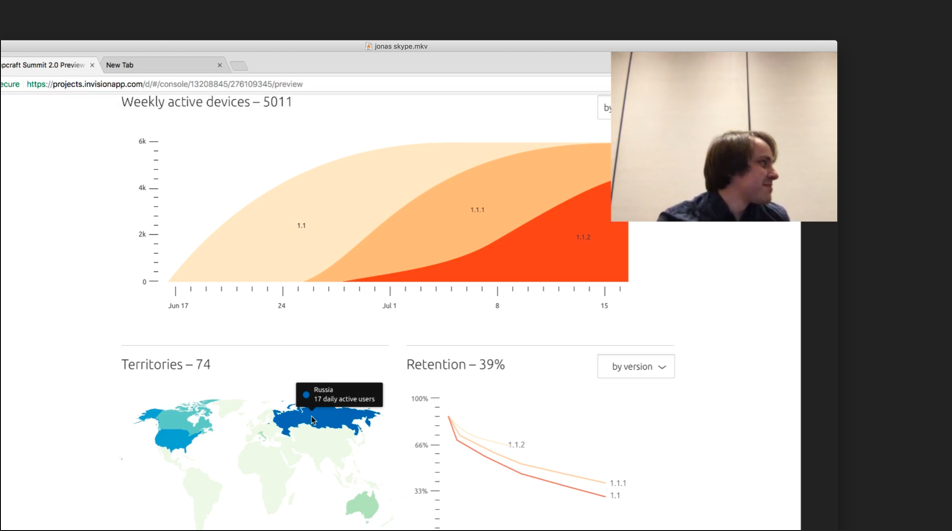 jonas skype.mkv
pcraft Summit 2.0 Preview × New Tab ×
ecure https://projects.invisionapp.com/d/#/console/13208845/276109345/preview
Weekly active devices – 5011
by
6k
4k
2k
0
1.1
1.1.1
1.1.2
Jun 17 24 Jul 1 8 15
Territories – 74
Russia
17 daily active users
Retention – 39%
by version
100%
66%
33%
1.1.2
1.1.1
1.1